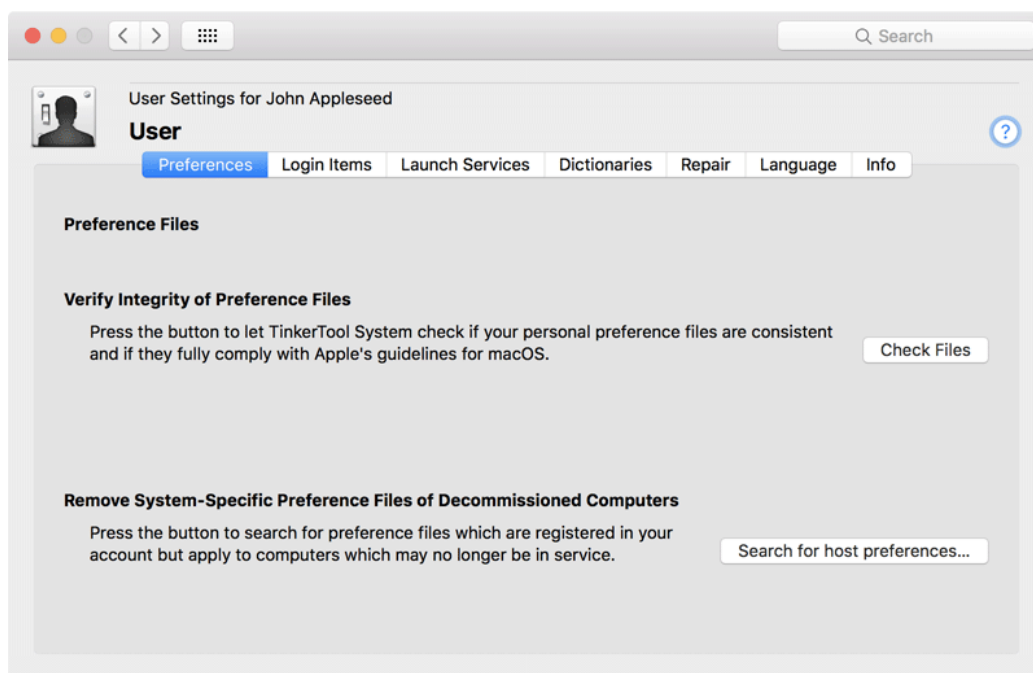 Search
User Settings for John Appleseed
User
?
Preferences Login Items Launch Services Dictionaries Repair Language Info
Preference Files
Verify Integrity of Preference Files
Press the button to let TinkerTool System check if your personal preference files are consistent
and if they fully comply with Apple's guidelines for macOS.
Check Files
Remove System-Specific Preference Files of Decommissioned Computers
Press the button to search for preference files which are registered in your
account but apply to computers which may no longer be in service.
Search for host preferences...